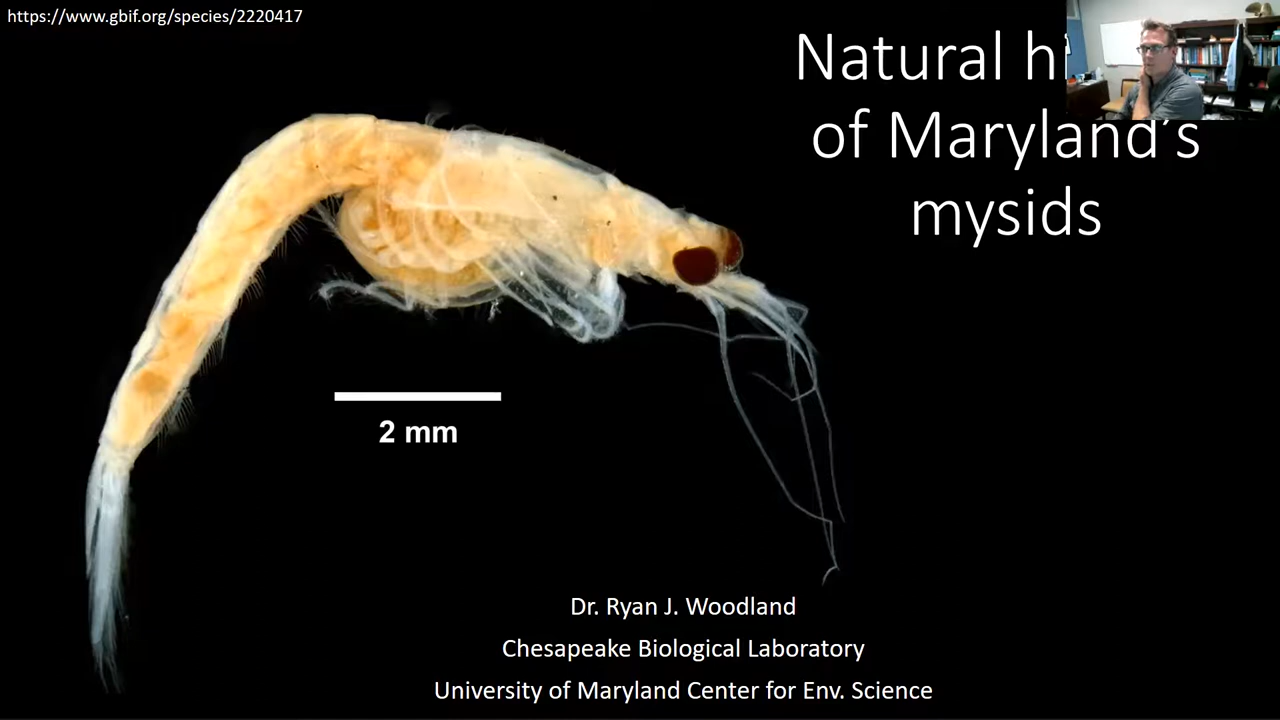 https://www.gbif.org/species/2220417
Natural
of Maryland's
mysids
2 mm
Dr. Ryan J. Woodland
Chesapeake Biological Laboratory
University of Maryland Center for Env. Science